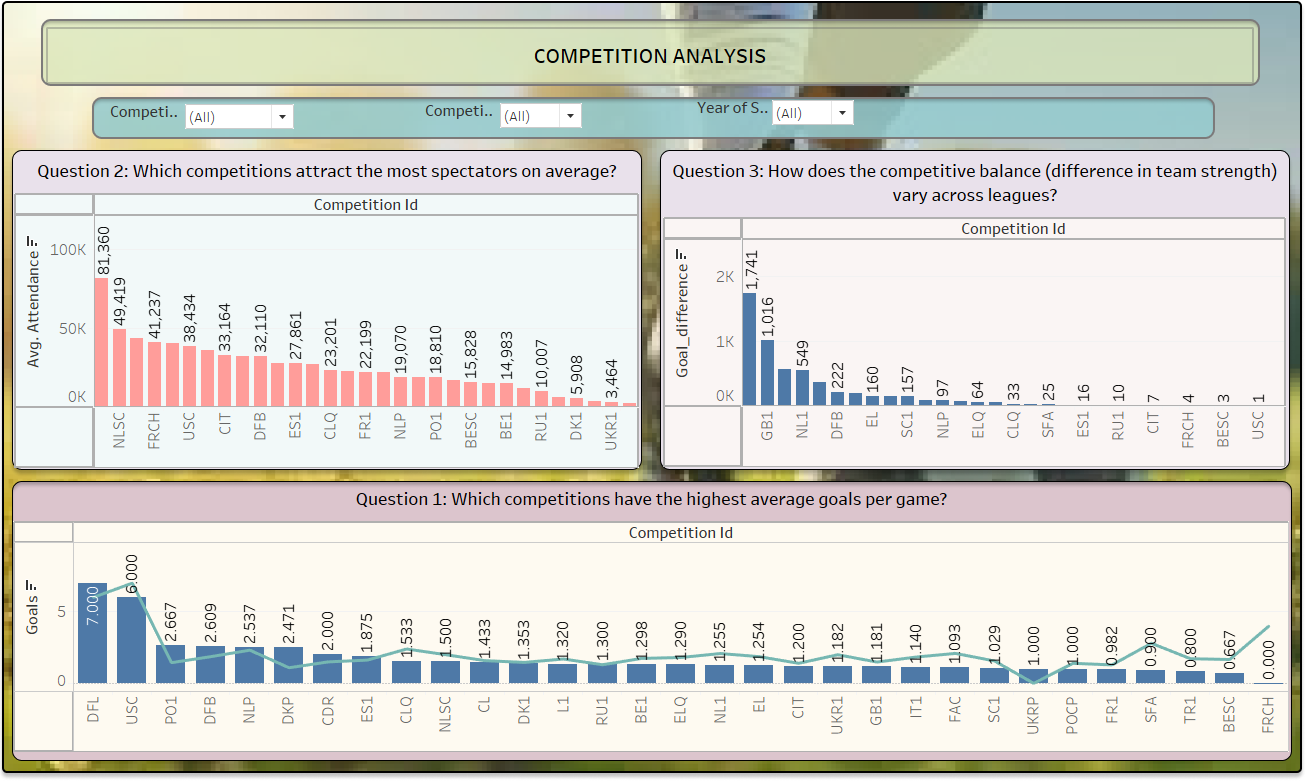 COMPETITION ANALYSIS
Competi.. (All) Competi.. (All) Year of S.. (All)
Question 2: Which competitions attract the most spectators on average?
Competition Id
Avg. Attendance
100K
50K
0K
81,360 49,419 41,237 38,434 33,164 32,110 27,861 23,201 22,199 19,070 18,810 15,828 14,983 10,007 5,908 3,464
NLSC FRCH USC CIT DFB ES1 CLQ FR1 NLP PO1 BESC BE1 RU1 DK1 UKR1
Question 3: How does the competitive balance (difference in team strength)
vary across leagues?
Competition Id
Goal_difference
2K
1K
0K
1,741 1,016 549 222 160 157 97 64 33 25 16 10 7 4 3 1
GB1 NL1 DFB EL SC1 NLP ELQ CLQ SFA ES1 RU1 CIT FRCH BESC USC
Question 1: Which competitions have the highest average goals per game?
Competition Id
Goals
5
0
7.000 6.000 2.667 2.609 2.537 2.471 2.000 1.875 1.533 1.500 1.433 1.353 1.320 1.300 1.298 1.290 1.255 1.254 1.200 1.182 1.181 1.140 1.093 1.029 1.000 1.000 0.982 0.900 0.800 0.667 0.000
DFL USC PO1 DFB NLP DKP CDR ES1 CLQ NLSC CL DK1 L1 RU1 BE1 ELQ NL1 EL CIT UKR1 GB1 IT1 FAC SC1 UKRP POCP FR1 SFA TR1 BESC FRCH